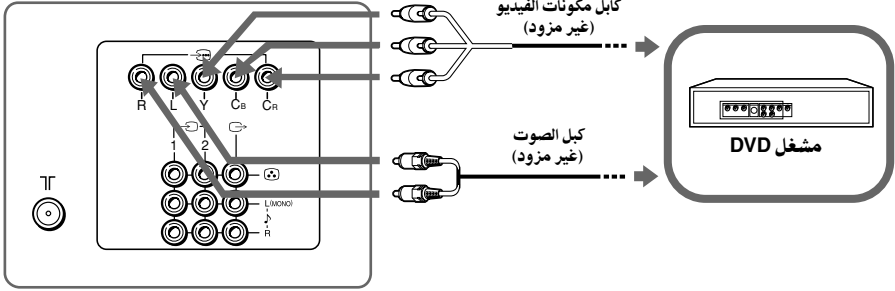 كابل مكونات الفيديو
(غير مزود)
R L Y CB CR
1 2
L(MONO)
R
كبل الصوت
(غير مزود)
مشغل DVD